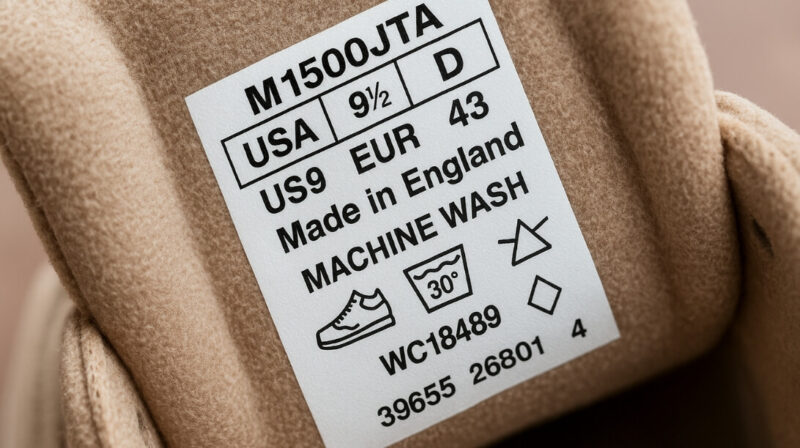 M1500JTA
USA 9½ D
US9 EUR 43
Made in England
MACHINE WASH
30°
WC18489
39655 26801 4